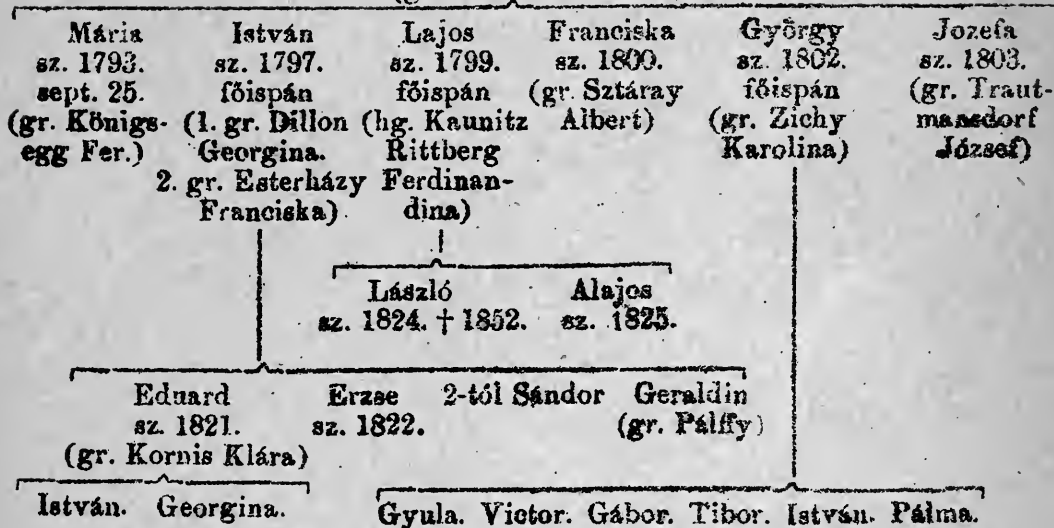 Mária István Lajos Franciska György Jozefa
sz. 1793. sz. 1797. sz. 1799. sz. 1800. sz. 1802. sz. 1803.
sept. 25. főispán főispán (gr. Sztáray főispán (gr. Traut-
(gr. Königs- (1. gr. Dillon (hg. Kaunitz Albert) (gr. Zichy mansdorf
egg Fer.) Georgina. Rittberg Karolina) József)
2. gr. Esterházy Ferdinan-
Franciska) dina)
László Alajos
sz. 1824. † 1852. sz. 1825.
Eduard Erzse 2-tól Sándor Geraldin
sz. 1821. sz. 1822. (gr. Pálffy)
(gr. Kornis Klára)
István. Georgina. Gyula. Victor. Gábor. Tibor. István. Pálma.